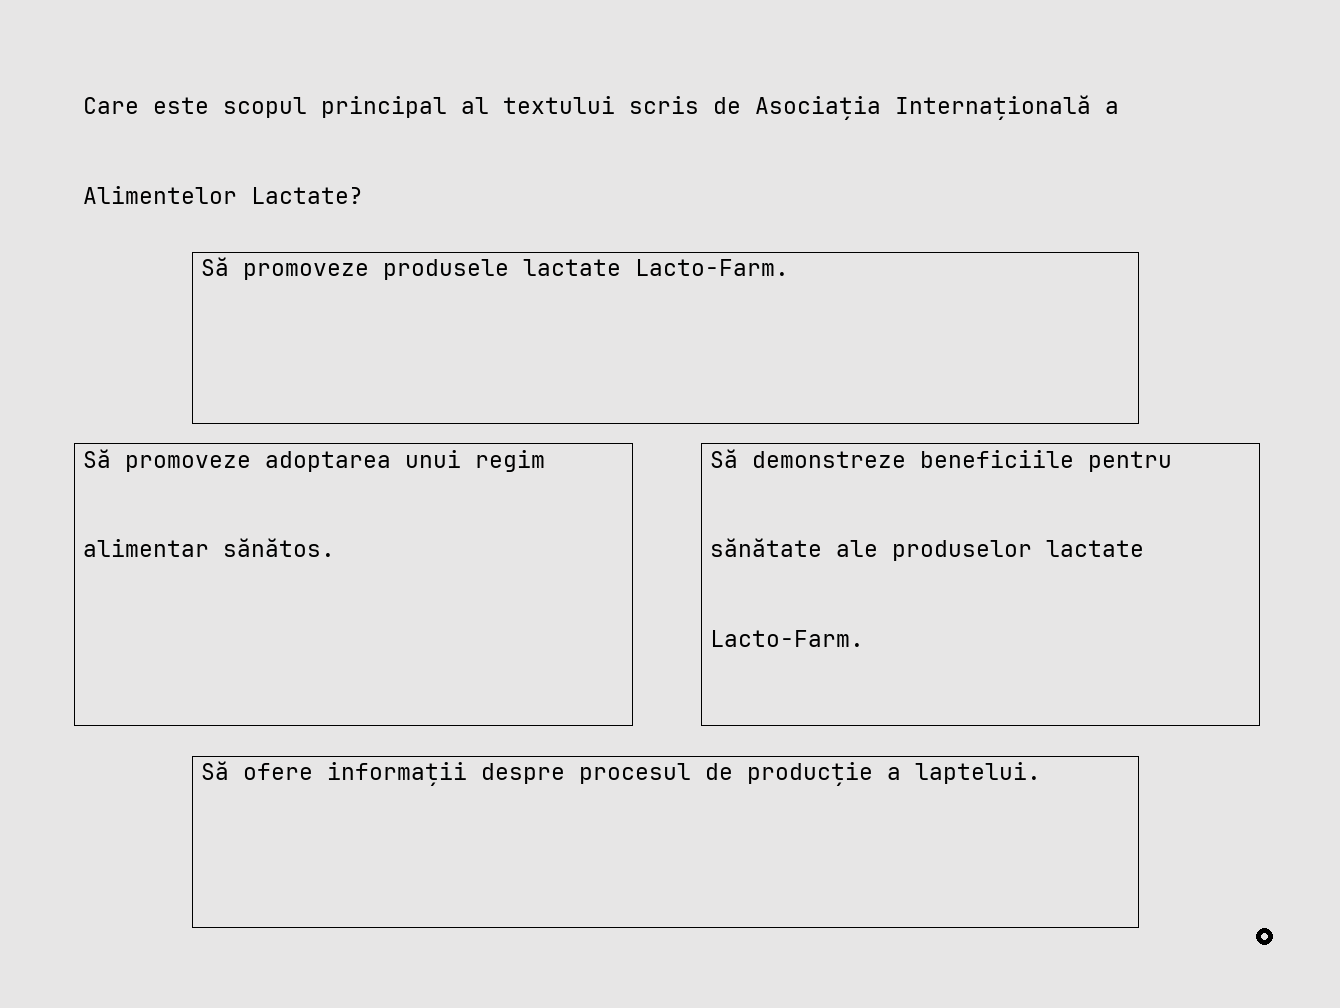 Care este scopul principal al textului scris de Asociația Internațională a
Alimentelor Lactate?
Să promoveze produsele lactate Lacto-Farm.
Să promoveze adoptarea unui regim
alimentar sănătos.
Să demonstreze beneficiile pentru
sănătate ale produselor lactate
Lacto-Farm.
Să ofere informații despre procesul de producție a laptelui.